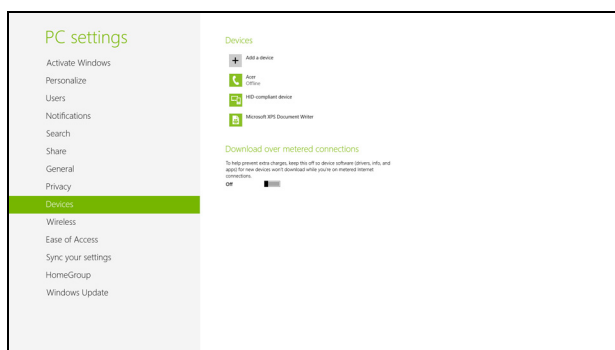 PC settings
Activate Windows
Personalize
Users
Notifications
Search
Share
General
Privacy
Devices
Wireless
Ease of Access
Sync your settings
HomeGroup
Windows Update
Devices
Add a device
Acer
Offline
HID-compliant device
Microsoft XPS Document Writer
Download over metered connections
To help prevent extra charges, keep this off so device software (drivers, info, and
apps) for new devices won't download while you're on metered Internet
connections.
Off